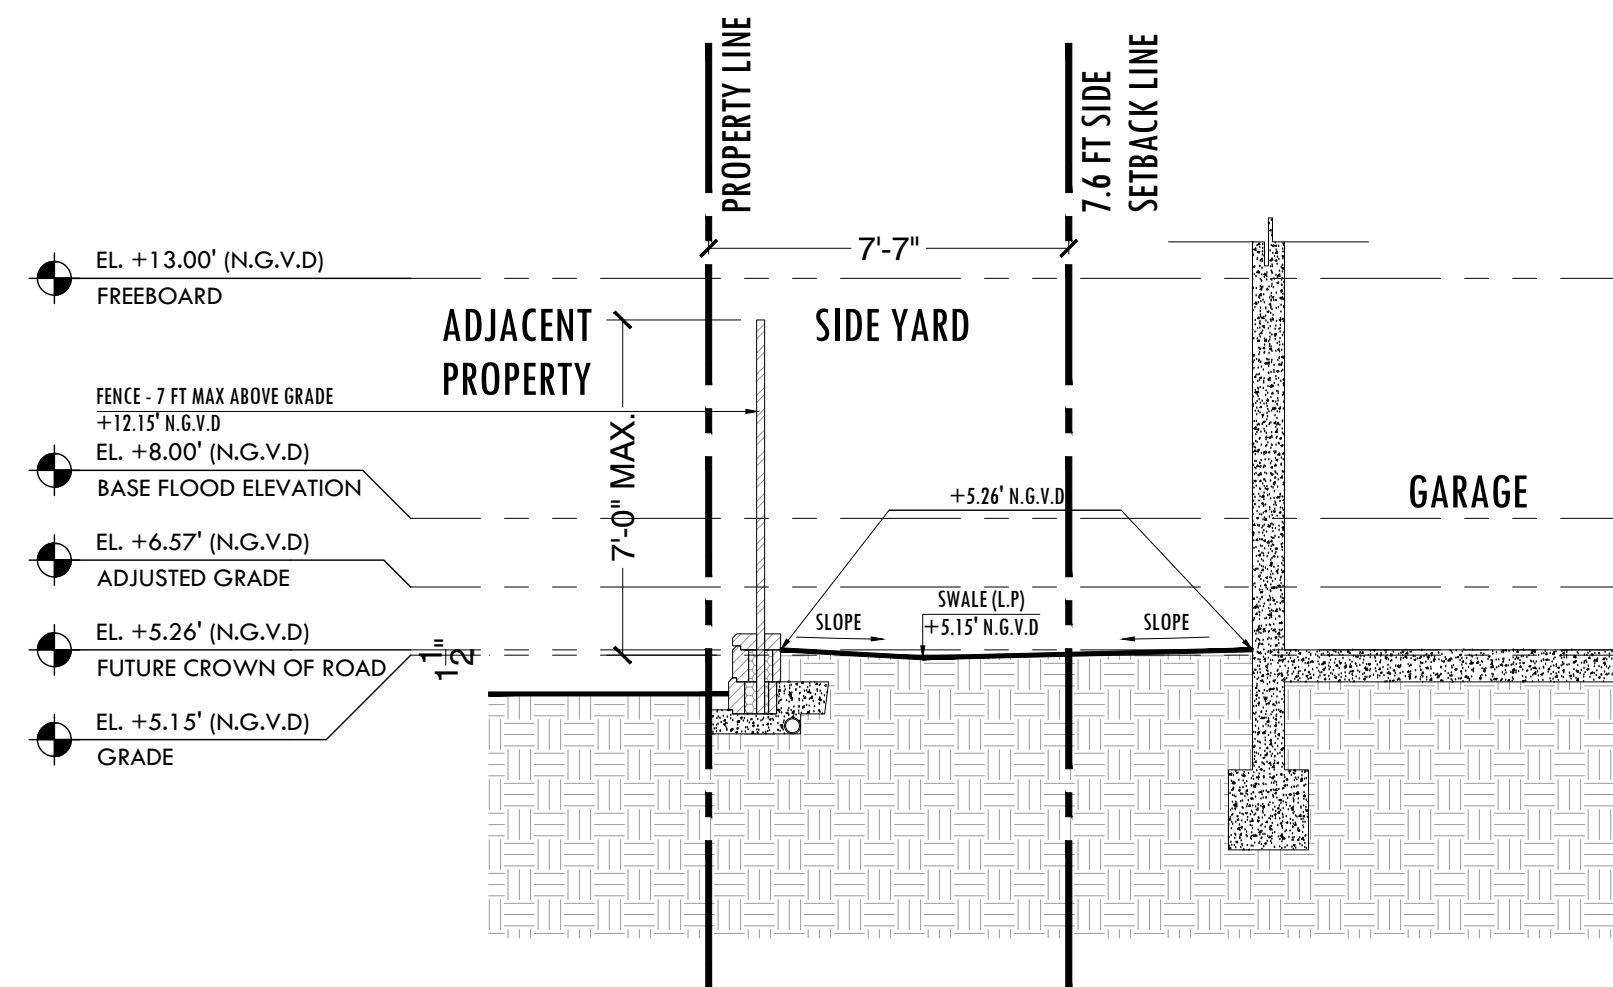 PROPERTY LINE
7.6 FT SIDE
SETBACK LINE
7'-7"
EL. +13.00' (N.G.V.D)
FREEBOARD
ADJACENT
PROPERTY
SIDE YARD
FENCE - 7 FT MAX ABOVE GRADE
+12.15' N.G.V.D
7'-0" MAX.
EL. +8.00' (N.G.V.D)
BASE FLOOD ELEVATION
GARAGE
+5.26' N.G.V.D
EL. +6.57' (N.G.V.D)
ADJUSTED GRADE
SLOPE
SWALE (L.P)
+5.15' N.G.V.D
SLOPE
EL. +5.26' (N.G.V.D)
FUTURE CROWN OF ROAD
1 1/2"
EL. +5.15' (N.G.V.D)
GRADE